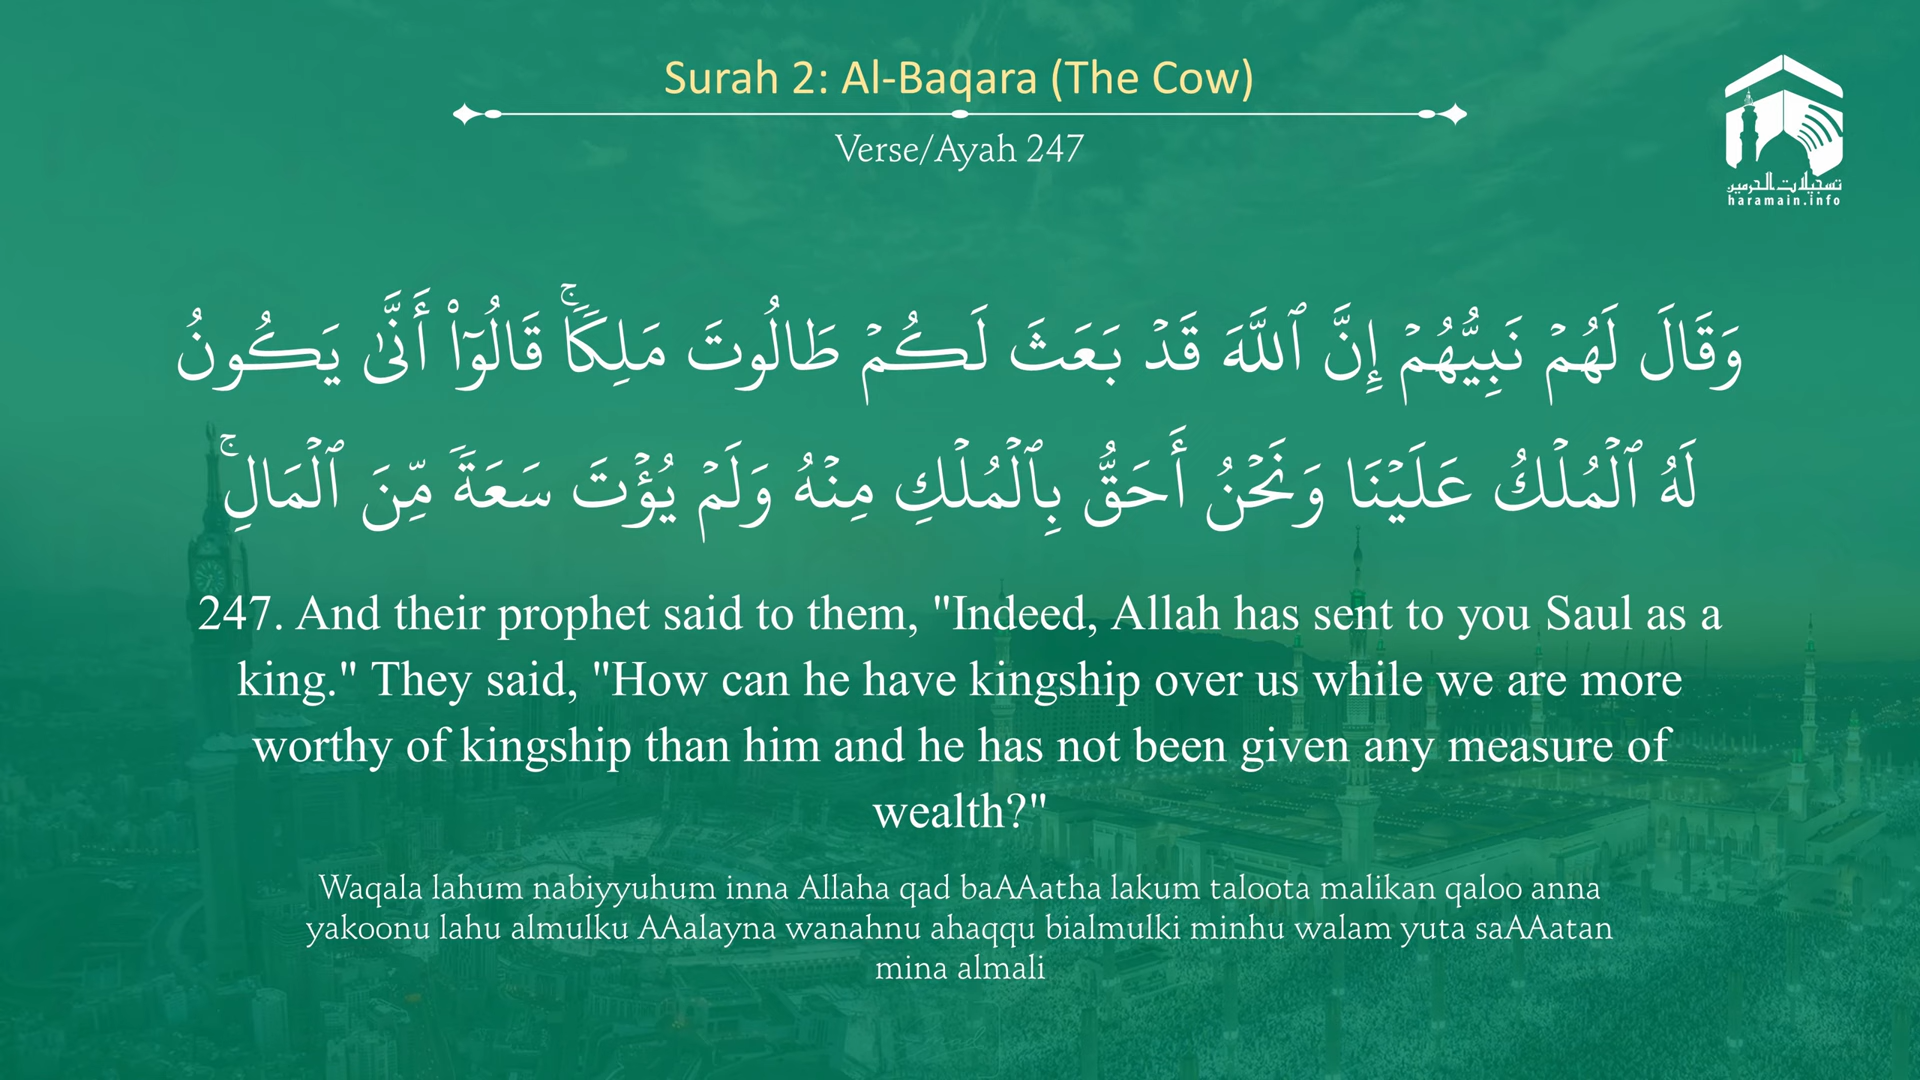 Surah 2: Al-Baqara (The Cow)
Verse/Ayah 247
تسجيلات الحرمين
haramain.info
وَقَالَ لَهُمۡ نَبِيُّهُمۡ إِنَّ ٱللَّهَ قَدۡ بَعَثَ لَكُمۡ طَالُوتَ مَلِكٗاۚ قَالُوٓاْ أَنَّىٰ يَكُونُ
لَهُ ٱلۡمُلۡكُ عَلَيۡنَا وَنَحۡنُ أَحَقُّ بِٱلۡمُلۡكِ مِنۡهُ وَلَمۡ يُؤۡتَ سَعَةٗ مِّنَ ٱلۡمَالِۚ
247. And their prophet said to them, "Indeed, Allah has sent to you Saul as a
king." They said, "How can he have kingship over us while we are more
worthy of kingship than him and he has not been given any measure of
wealth?"
Waqala lahum nabiyyuhum inna Allaha qad baAAatha lakum taloota malikan qaloo anna
yakoonu lahu almulku AAalayna wanahnu ahaqqu bialmulki minhu walam yuta saAAatan
mina almali